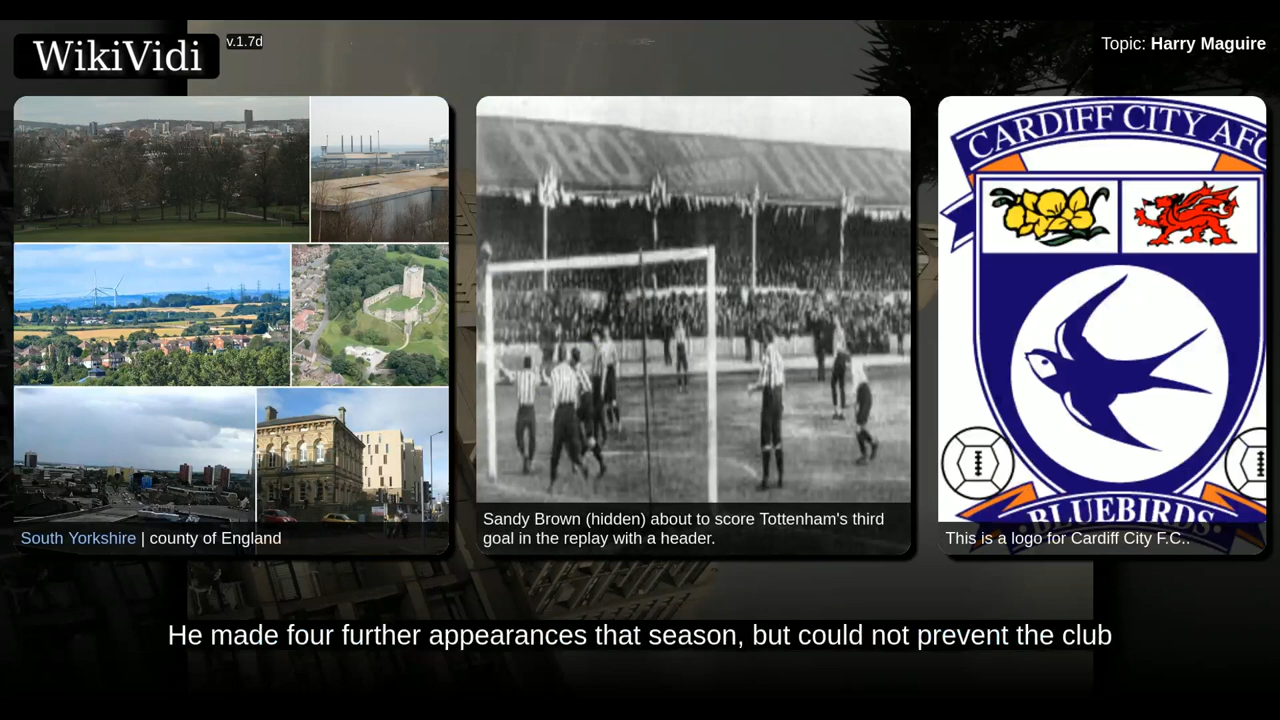 WikiVidi
v.1.7d
Topic: Harry Maguire
CARDIFF CITY AFC
BLUEBIRDS
South Yorkshire | county of England
Sandy Brown (hidden) about to score Tottenham's third
goal in the replay with a header.
This is a logo for Cardiff City F.C..
He made four further appearances that season, but could not prevent the club